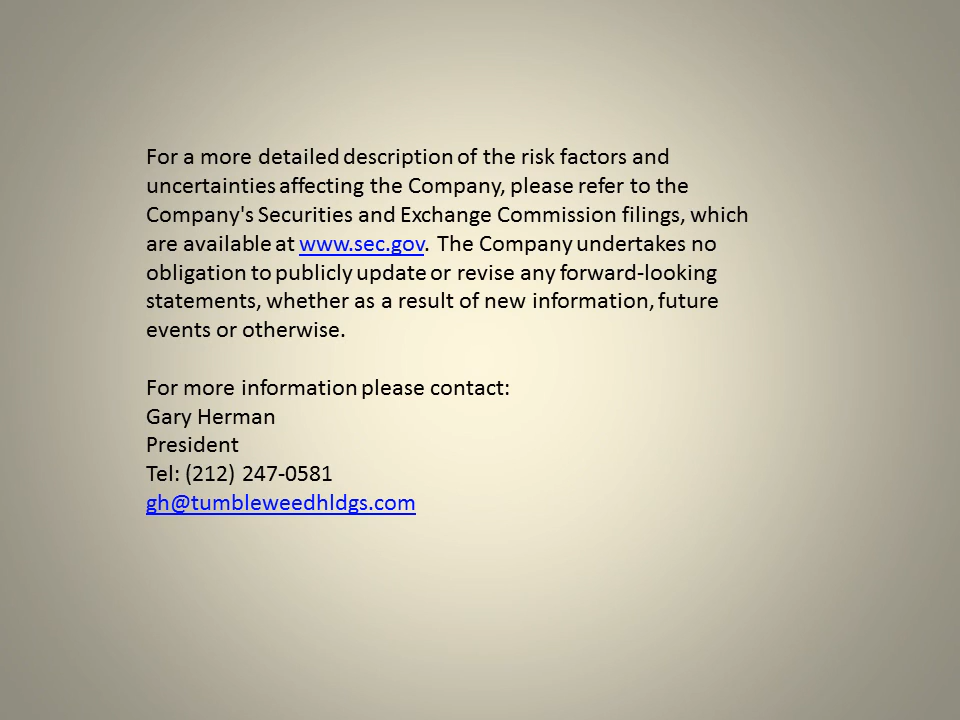 For a more detailed description of the risk factors and
uncertainties affecting the Company, please refer to the
Company's Securities and Exchange Commission filings, which
are available at www.sec.gov.  The Company undertakes no
obligation to publicly update or revise any forward-looking
statements, whether as a result of new information, future
events or otherwise.

For more information please contact:
Gary Herman
President
Tel: (212) 247-0581
gh@tumbleweedhldgs.com